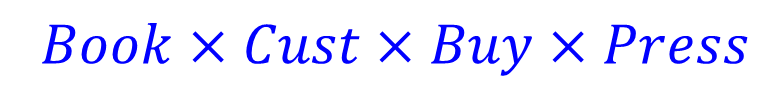 Book × Cust × Buy × Press